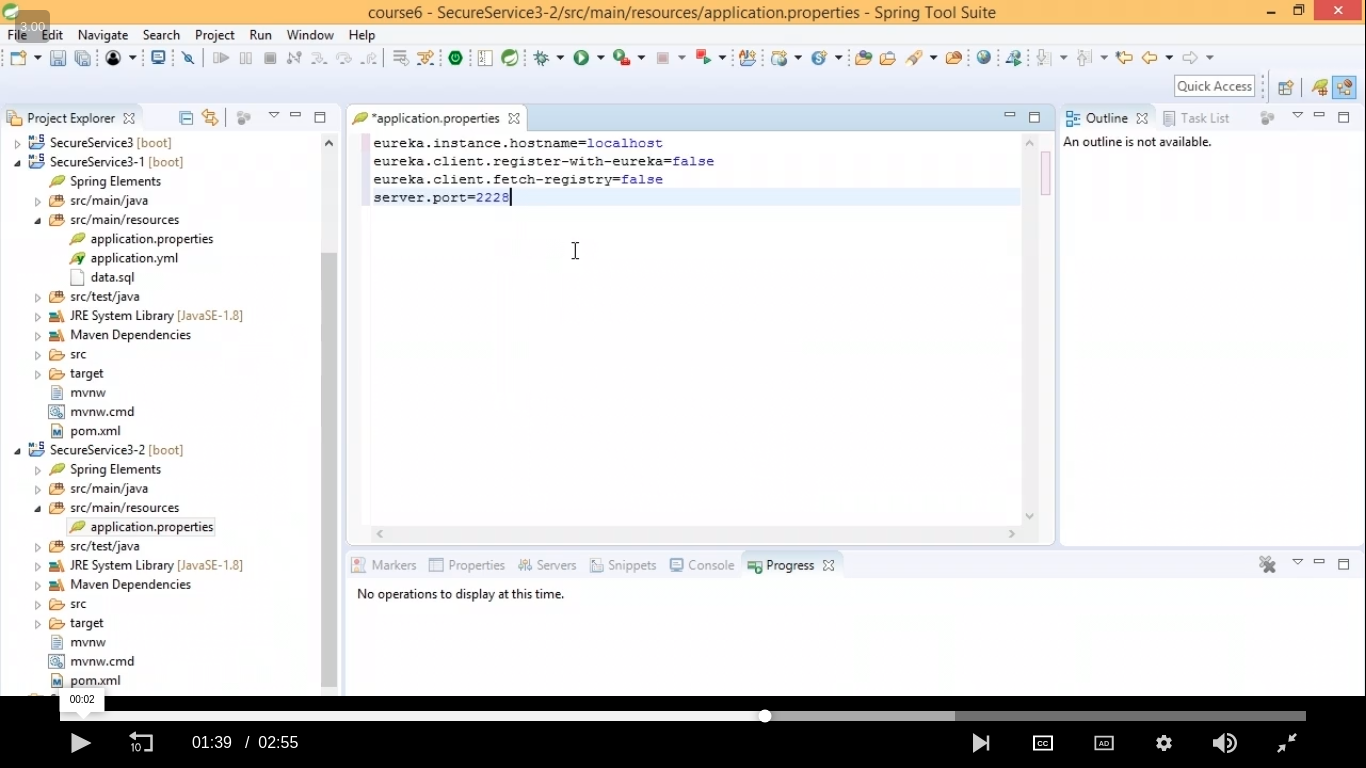 course6 - SecureService3-2/src/main/resources/application.properties - Spring Tool Suite
3.00
File Edit Navigate Search Project Run Window Help
Quick Access
Project Explorer
SecureService3 [boot]
SecureService3-1 [boot]
Spring Elements
src/main/java
src/main/resources
application.properties
application.yml
data.sql
src/test/java
JRE System Library [JavaSE-1.8]
Maven Dependencies
src
target
mvnw
mvnw.cmd
pom.xml
SecureService3-2 [boot]
Spring Elements
src/main/java
src/main/resources
application.properties
src/test/java
JRE System Library [JavaSE-1.8]
Maven Dependencies
src
target
mvnw
mvnw.cmd
pom.xml
*application.properties
eureka.instance.hostname=localhost
eureka.client.register-with-eureka=false
eureka.client.fetch-registry=false
server.port=2228
Outline Task List
An outline is not available.
Markers Properties Servers Snippets Console Progress
No operations to display at this time.
00:02
10 01:39 / 02:55 CC AD